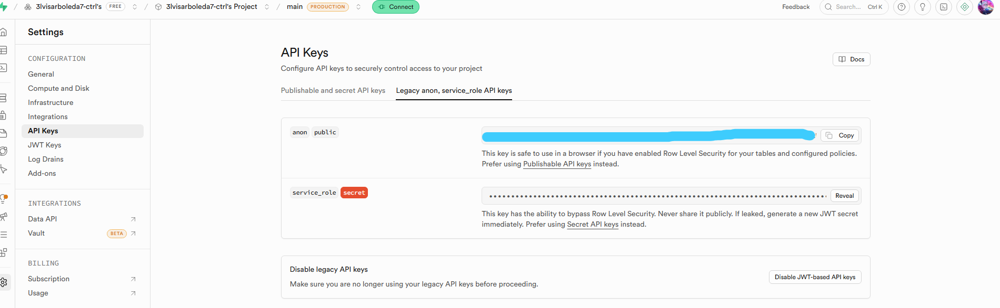 3lvisarboleda7-ctrl's FREE / 3lvisarboleda7-ctrl's Project / main PRODUCTION Connect Feedback Search... Ctrl K
Settings
CONFIGURATION
General
Compute and Disk
Infrastructure
Integrations
API Keys
JWT Keys
Log Drains
Add-ons
INTEGRATIONS
Data API
Vault BETA
BILLING
Subscription
Usage
API Keys
Configure API keys to securely control access to your project
Docs
Publishable and secret API keys Legacy anon, service_role API keys
anon public
Copy
This key is safe to use in a browser if you have enabled Row Level Security for your tables and configured policies.
Prefer using Publishable API keys instead.
service_role secret
Reveal
This key has the ability to bypass Row Level Security. Never share it publicly. If leaked, generate a new JWT secret
immediately. Prefer using Secret API keys instead.
Disable legacy API keys
Make sure you are no longer using your legacy API keys before proceeding.
Disable JWT-based API keys